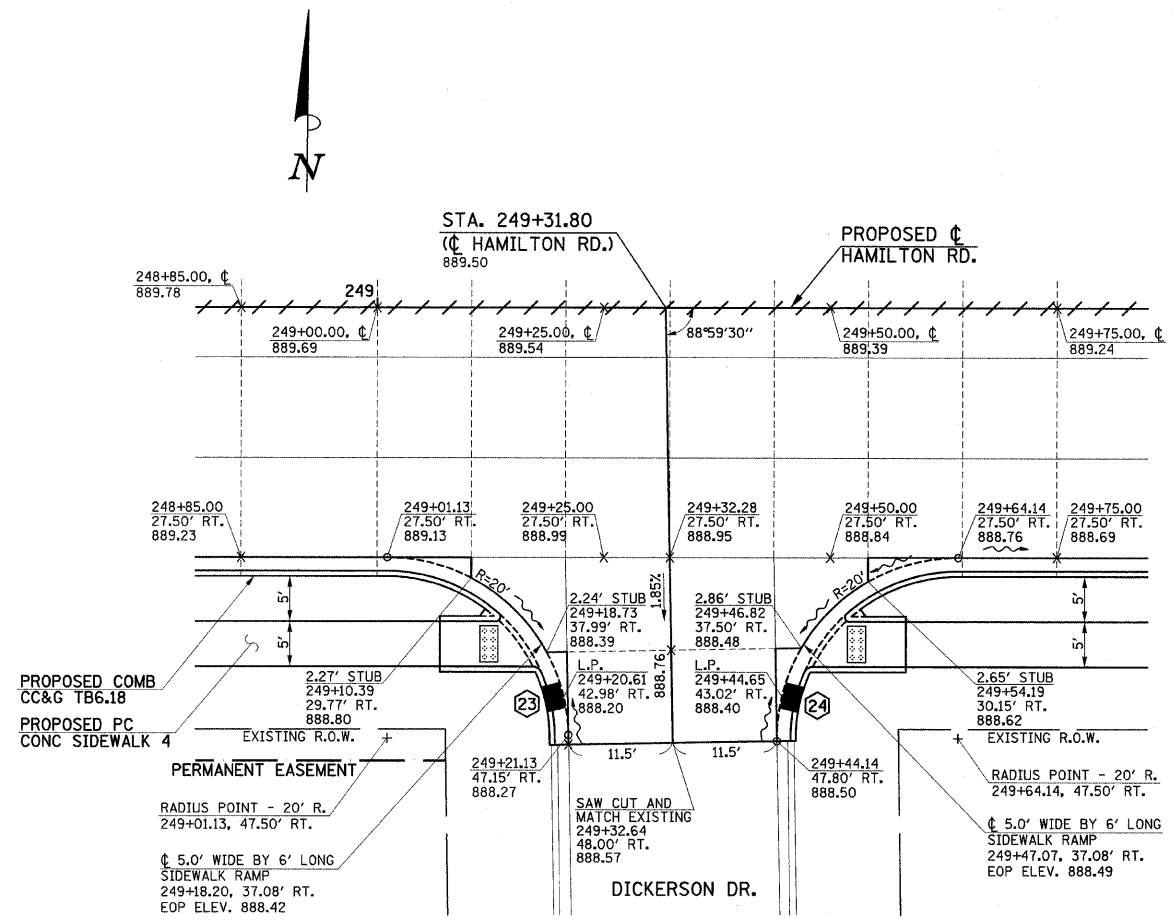 N
STA. 249+31.80
(℄ HAMILTON RD.)
889.50
PROPOSED ℄
HAMILTON RD.
248+85.00, ℄
889.78
249
249+00.00, ℄
889.69
249+25.00, ℄
889.54
88°59'30"
249+50.00, ℄
889.39
249+75.00, ℄
889.24
248+85.00
27.50' RT.
889.23
249+01.13
27.50' RT.
889.13
249+25.00
27.50' RT.
888.99
249+32.28
27.50' RT.
888.95
249+50.00
27.50' RT.
888.84
249+64.14
27.50' RT.
888.76
249+75.00
27.50' RT.
888.69
R=20'
R=20'
1.85%
5'
5'
5'
5'
2.24' STUB
249+18.73
37.99' RT.
888.39
2.86' STUB
249+46.82
37.50' RT.
888.48
888.76
L.P.
249+20.61
42.98' RT.
888.20
L.P.
249+44.65
43.02' RT.
888.40
PROPOSED COMB
CC&G TB6.18
PROPOSED PC
CONC SIDEWALK 4
2.27' STUB
249+10.39
29.77' RT.
888.80
2.65' STUB
249+54.19
30.15' RT.
888.62
23
24
EXISTING R.O.W.
EXISTING R.O.W.
PERMANENT EASEMENT
11.5'
11.5'
249+21.13
47.15' RT.
888.27
249+44.14
47.80' RT.
888.50
RADIUS POINT - 20' R.
249+01.13, 47.50' RT.
RADIUS POINT - 20' R.
249+64.14, 47.50' RT.
SAW CUT AND
MATCH EXISTING
249+32.64
48.00' RT.
888.57
℄ 5.0' WIDE BY 6' LONG
SIDEWALK RAMP
249+18.20, 37.08' RT.
EOP ELEV. 888.42
℄ 5.0' WIDE BY 6' LONG
SIDEWALK RAMP
249+47.07, 37.08' RT.
EOP ELEV. 888.49
DICKERSON DR.